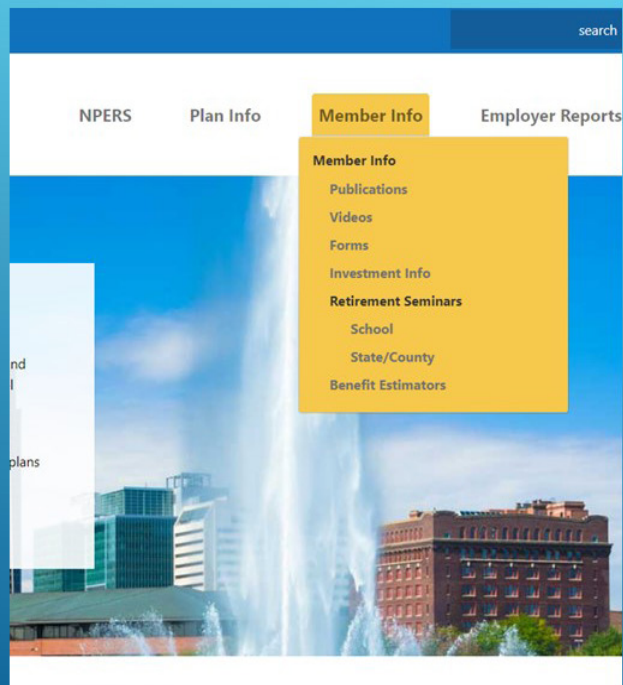 search
NPERS Plan Info Member Info Employer Reports
Member Info
Publications
Videos
Forms
Investment Info
Retirement Seminars
School
State/County
Benefit Estimators
nd
l
plans